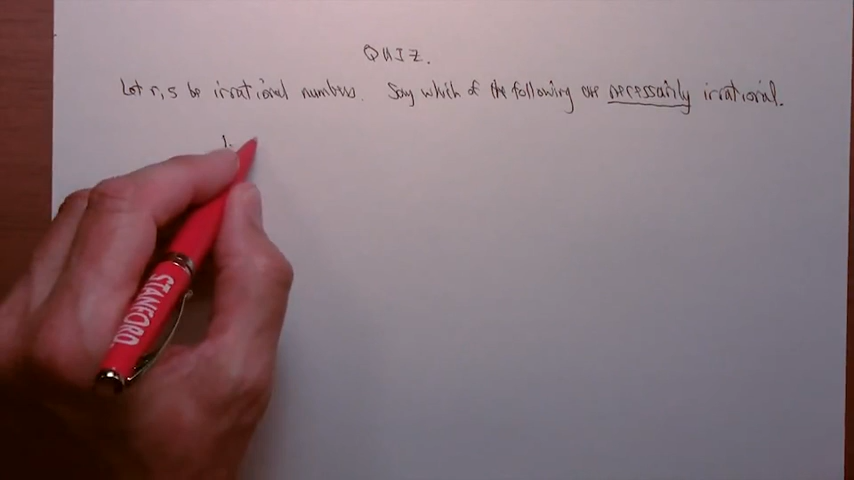 QUIZ.
Let r, s be irrational numbers. Say which of the following are necessarily irrational.
1.
STANFORD